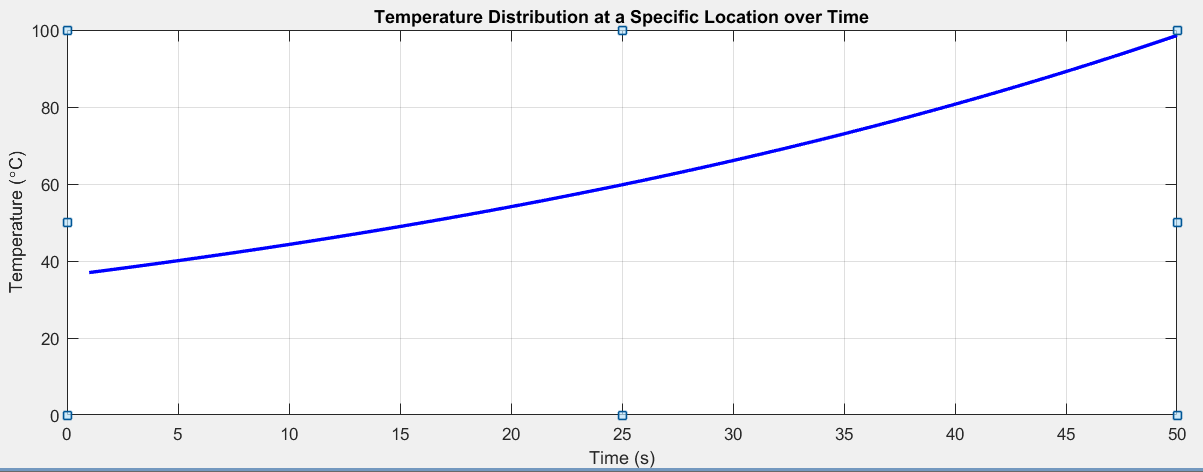 Temperature Distribution at a Specific Location over Time
100
80
60
40
20
0
Temperature (°C)
0 5 10 15 20 25 30 35 40 45 50
Time (s)